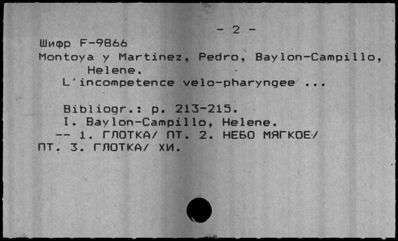 - 2 -
Шифр F-9866
Montoya y Martinez, Pedro, Baylon-Campillo,
Helene.
L'incompetence velo-pharyngee ...
Bibliogr.: p. 213-215.
I. Baylon-Campillo, Helene.
-- 1. ГЛОТКА/ ПТ. 2. НЕБО МЯГКОЕ/
ПТ. 3. ГЛОТКА/ ХИ.